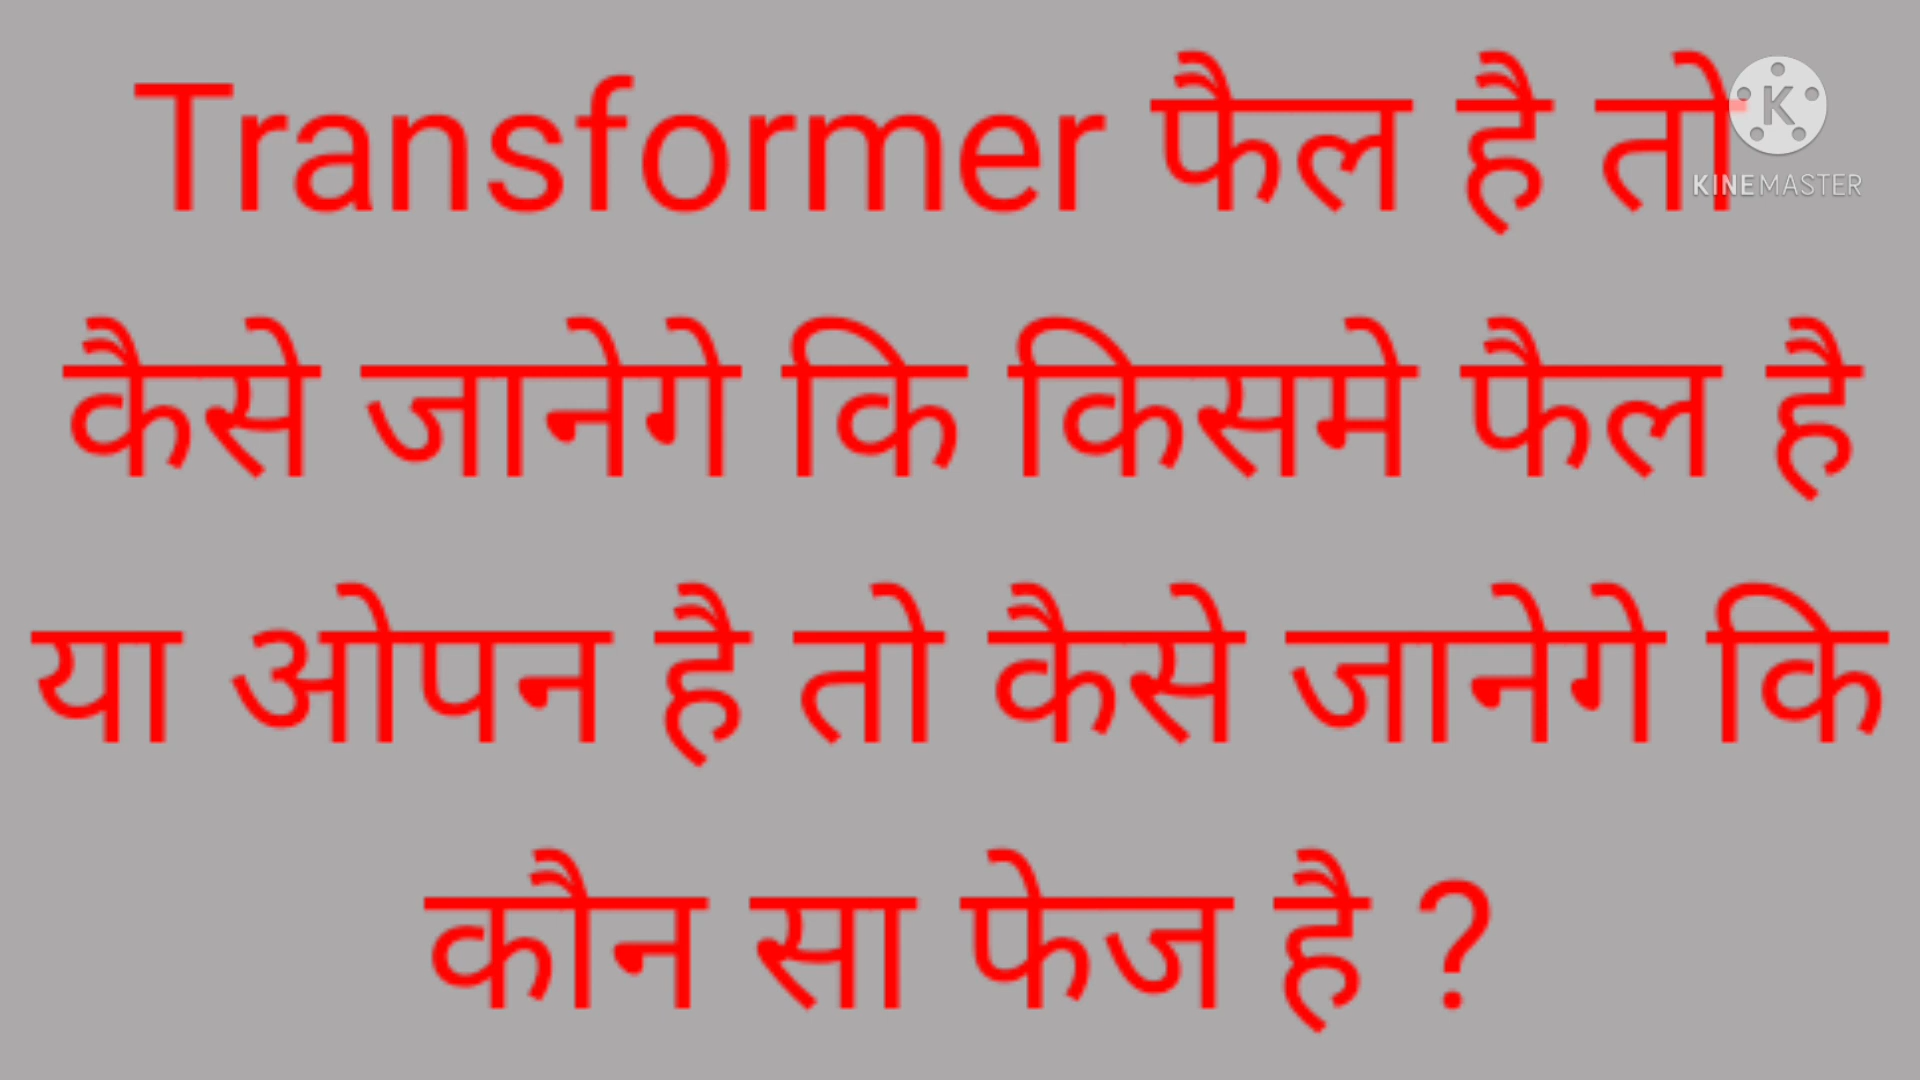 Transformer फैल है तो
KINEMASTER
कैसे जानेगे कि किसमे फैल है
या ओपन है तो कैसे जानेगे कि
कौन सा फेज है ?